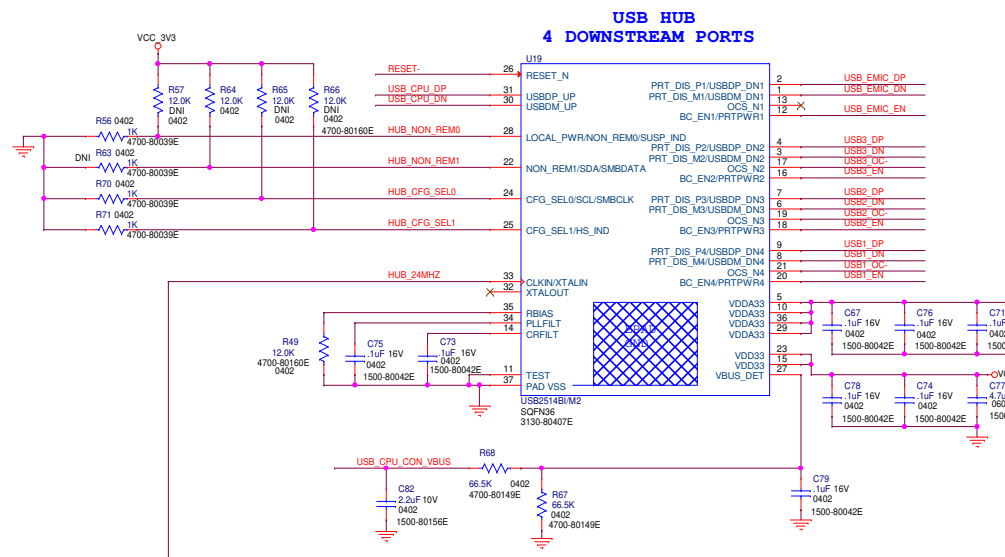 USB HUB
4 DOWNSTREAM PORTS
VCC_3V3
R57
12.0K
DNI
0402
R64
12.0K
0402
R65
12.0K
DNI
0402
R66
12.0K
DNI
0402
4700-80160E
R56 0402
1K
4700-80039E
DNI
R63 0402
1K
4700-80039E
R70 0402
1K
4700-80039E
R71 0402
1K
4700-80039E
RESET-
USB_CPU_DP
USB_CPU_DN
HUB_NON_REM0
HUB_NON_REM1
HUB_CFG_SEL0
HUB_CFG_SEL1
HUB_24MHZ
U19
26 RESET_N
31 USBDP_UP
30 USBDM_UP
28 LOCAL_PWR/NON_REM0/SUSP_IND
22 NON_REM1/SDA/SMBDATA
24 CFG_SEL0/SCL/SMBCLK
25 CFG_SEL1/HS_IND
33 CLKIN/XTALIN
32 XTALOUT
35 RBIAS
34 PLLFILT
14 CRFILT
11 TEST
37 PAD VSS
PRT_DIS_P1/USBDP_DN1 2 USB_EMIC_DP
PRT_DIS_M1/USBDM_DN1 1 USB_EMIC_DN
OCS_N1 13
BC_EN1/PRTPWR1 12 USB_EMIC_EN
PRT_DIS_P2/USBDP_DN2 4 USB3_DP
PRT_DIS_M2/USBDM_DN2 3 USB3_DN
OCS_N2 17 USB3_OC-
BC_EN2/PRTPWR2 16 USB3_EN
PRT_DIS_P3/USBDP_DN3 7 USB2_DP
PRT_DIS_M3/USBDM_DN3 6 USB2_DN
OCS_N3 19 USB2_OC-
BC_EN3/PRTPWR3 18 USB2_EN
PRT_DIS_P4/USBDP_DN4 9 USB1_DP
PRT_DIS_M4/USBDM_DN4 8 USB1_DN
OCS_N4 21 USB1_OC-
BC_EN4/PRTPWR4 20 USB1_EN
VDDA33 5
VDDA33 10
VDDA33 36
VDDA33 29
VDD33 23
VDD33 15
VBUS_DET 27
USB2514BI/M2
SQFN36
3130-80407E
R49
12.0K
4700-80160E
0402
C75
.1uF 16V
0402
1500-80042E
C73
.1uF 16V
0402
1500-80042E
C67
.1uF 16V
0402
1500-80042E
C76
.1uF 16V
0402
1500-80042E
C71
.1uF
0402
C78
.1uF 16V
0402
1500-80042E
C74
.1uF 16V
0402
1500-80042E
C77
4.7u
060
USB_CPU_CON_VBUS
R68
66.5K 0402
4700-80149E
R67
66.5K
0402
4700-80149E
C82
2.2uF 10V
0402
1500-80156E
C79
.1uF 16V
0402
1500-80042E